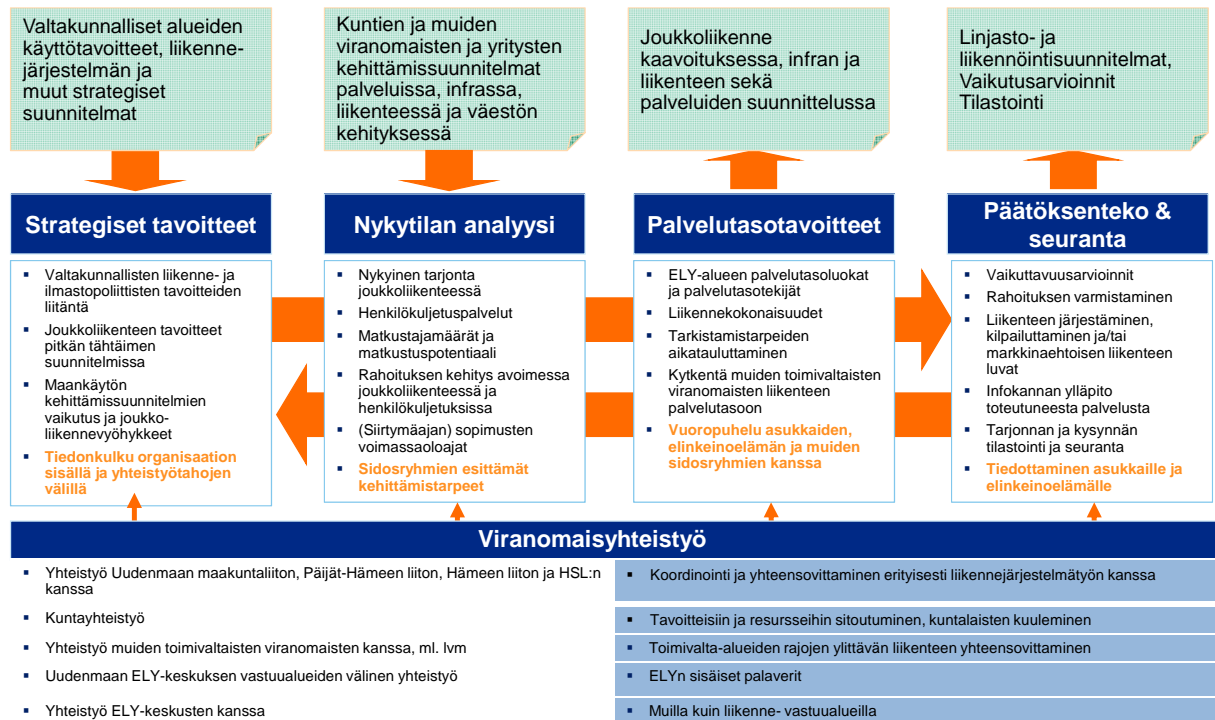 Valtakunnalliset alueiden
käyttötavoitteet, liikenne-
järjestelmän ja
muut strategiset
suunnitelmat
Kuntien ja muiden
viranomaisten ja yritysten
kehittämissuunnitelmat
palveluissa, infrassa,
liikenteessä ja väestön
kehityksessä
Joukkoliikenne
kaavoituksessa, infran ja
liikenteen sekä
palveluiden suunnittelussa
Linjasto- ja
liikennöintisuunnitelmat,
Vaikutusarvioinnit
Tilastointi
Strategiset tavoitteet
▪ Valtakunnallisten liikenne- ja
ilmastopoliittisten tavoitteiden
liitäntä
▪ Joukkoliikenteen tavoitteet
pitkän tähtäimen
suunnitelmissa
▪ Maankäytön
kehittämissuunnitelmien
vaikutus ja joukko-
liikennevyöhykkeet
▪ Tiedonkulku organisaation
sisällä ja yhteistyötahojen
välillä
Nykytilan analyysi
▪ Nykyinen tarjonta
joukkoliikenteessä
▪ Henkilökuljetuspalvelut
▪ Matkustajamäärät ja
matkustuspotentiaali
▪ Rahoituksen kehitys avoimessa
joukkoliikenteessä ja
henkilökuljetuksissa
▪ (Siirtymäajan) sopimusten
voimassaoloajat
▪ Sidosryhmien esittämät
kehittämistarpeet
Palvelutasotavoitteet
▪ ELY-alueen palvelutasoluokat
ja palvelutasotekijät
▪ Liikennekokonaisuudet
▪ Tarkistamistarpeiden
aikatauluttaminen
▪ Kytkentä muiden toimivaltaisten
viranomaisten liikenteen
palvelutasoon
▪ Vuoropuhelu asukkaiden,
elinkeinoelämän ja muiden
sidosryhmien kanssa
Päätöksenteko &
seuranta
▪ Vaikuttavuusarvioinnit
▪ Rahoituksen varmistaminen
▪ Liikenteen järjestäminen,
kilpailuttaminen ja/tai
markkinaehtoisen liikenteen
luvat
▪ Infokannan ylläpito
toteutuneesta palvelusta
▪ Tarjonnan ja kysynnän
tilastointi ja seuranta
▪ Tiedottaminen asukkaille ja
elinkeinoelämälle
Viranomaisyhteistyö
▪ Yhteistyö Uudenmaan maakuntaliiton, Päijät-Hämeen liiton, Hämeen liiton ja HSL:n
kanssa
▪ Koordinointi ja yhteensovittaminen erityisesti liikennejärjestelmätyön kanssa
▪ Kuntayhteistyö
▪ Tavoitteisiin ja resursseihin sitoutuminen, kuntalaisten kuuleminen
▪ Yhteistyö muiden toimivaltaisten viranomaisten kanssa, ml. lvm
▪ Toimivalta-alueiden rajojen ylittävän liikenteen yhteensovittaminen
▪ Uudenmaan ELY-keskuksen vastuualueiden välinen yhteistyö
▪ ELYn sisäiset palaverit
▪ Yhteistyö ELY-keskusten kanssa
▪ Muilla kuin liikenne- vastuualueilla